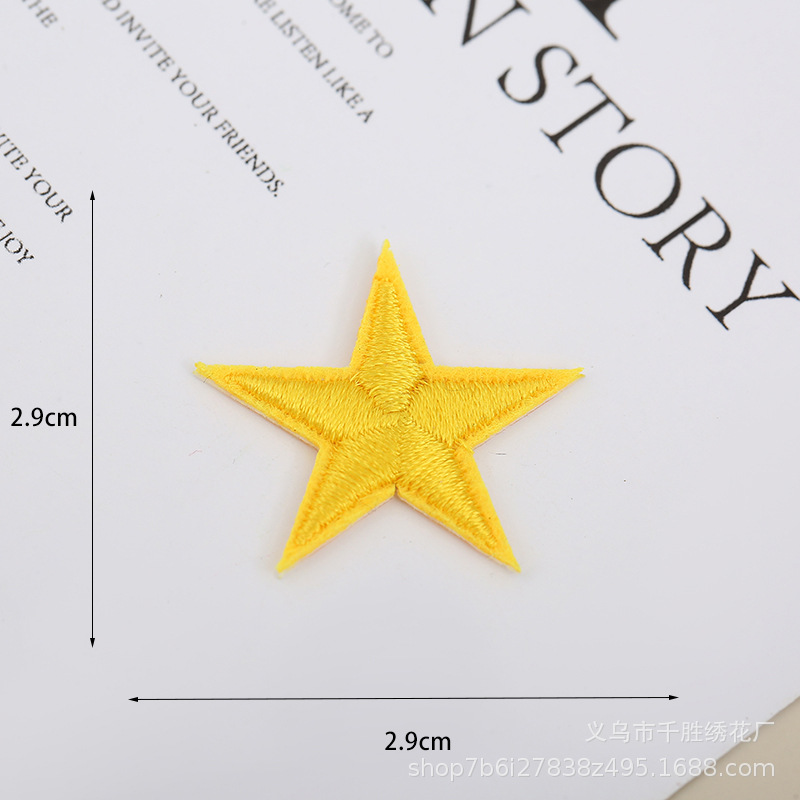 THE
D INVITE YOUR FRIENDS.
E LISTEN LIKE A
OME TO
N STORY
ITE YOUR
JOY
2.9cm
2.9cm
义乌市千胜绣花厂
shop7b6i27838z495.1688.com